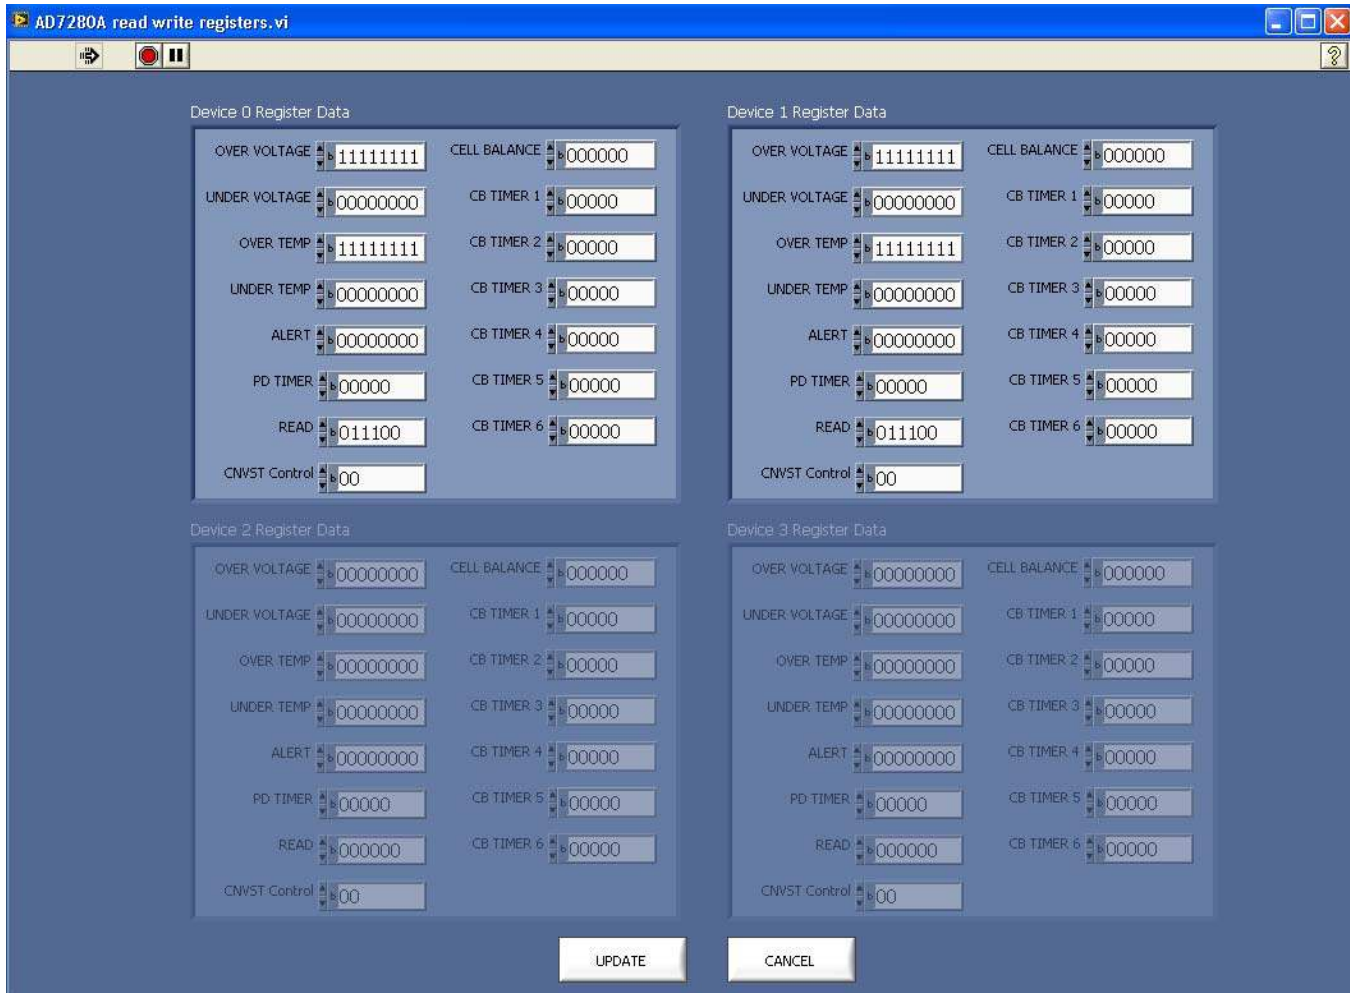 AD7280A read write registers.vi
Device 0 Register Data
OVER VOLTAGE b 11111111 CELL BALANCE b 000000
UNDER VOLTAGE b 00000000 CB TIMER 1 b 00000
OVER TEMP b 11111111 CB TIMER 2 b 00000
UNDER TEMP b 00000000 CB TIMER 3 b 00000
ALERT b 00000000 CB TIMER 4 b 00000
PD TIMER b 00000 CB TIMER 5 b 00000
READ b 011100 CB TIMER 6 b 00000
CNVST Control b 00
Device 1 Register Data
OVER VOLTAGE b 11111111 CELL BALANCE b 000000
UNDER VOLTAGE b 00000000 CB TIMER 1 b 00000
OVER TEMP b 11111111 CB TIMER 2 b 00000
UNDER TEMP b 00000000 CB TIMER 3 b 00000
ALERT b 00000000 CB TIMER 4 b 00000
PD TIMER b 00000 CB TIMER 5 b 00000
READ b 011100 CB TIMER 6 b 00000
CNVST Control b 00
Device 2 Register Data
OVER VOLTAGE b 00000000 CELL BALANCE b 000000
UNDER VOLTAGE b 00000000 CB TIMER 1 b 00000
OVER TEMP b 00000000 CB TIMER 2 b 00000
UNDER TEMP b 00000000 CB TIMER 3 b 00000
ALERT b 00000000 CB TIMER 4 b 00000
PD TIMER b 00000 CB TIMER 5 b 00000
READ b 000000 CB TIMER 6 b 00000
CNVST Control b 00
Device 3 Register Data
OVER VOLTAGE b 00000000 CELL BALANCE b 000000
UNDER VOLTAGE b 00000000 CB TIMER 1 b 00000
OVER TEMP b 00000000 CB TIMER 2 b 00000
UNDER TEMP b 00000000 CB TIMER 3 b 00000
ALERT b 00000000 CB TIMER 4 b 00000
PD TIMER b 00000 CB TIMER 5 b 00000
READ b 000000 CB TIMER 6 b 00000
CNVST Control b 00
UPDATE CANCEL